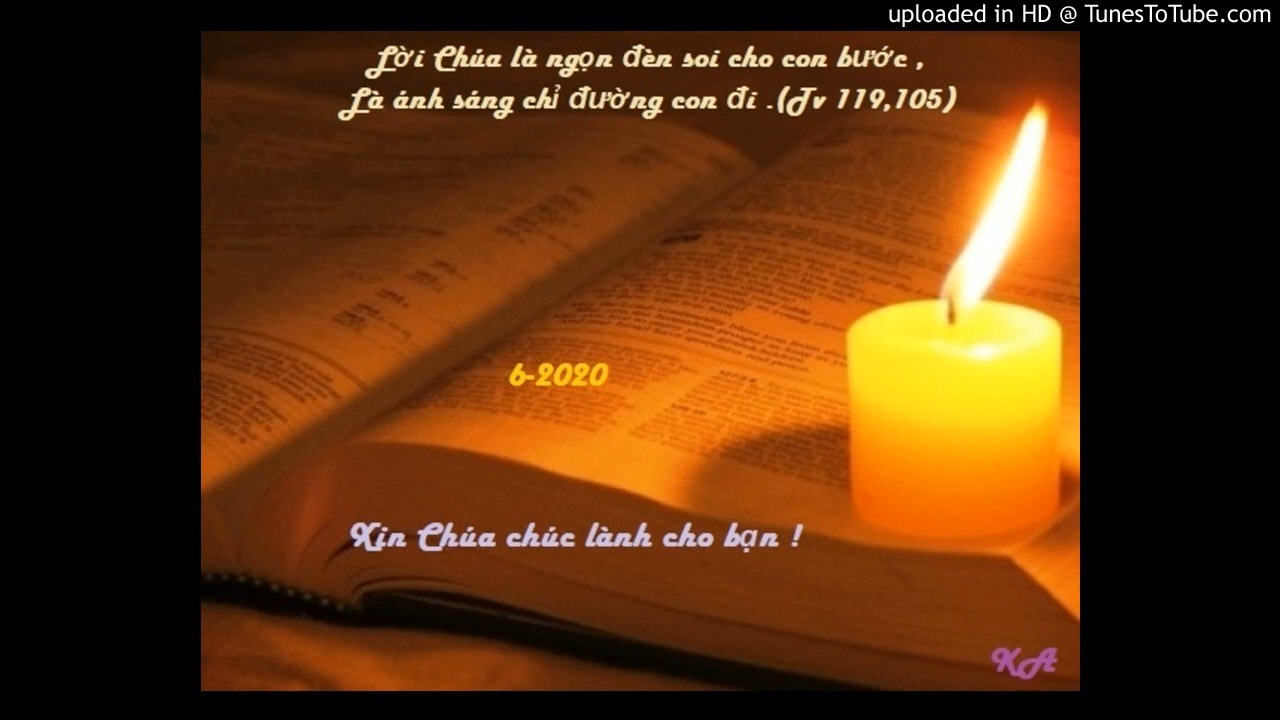 uploaded in HD @ TunesToTube.com
Lời Chúa là ngọn đèn soi cho con bước ,
Là ánh sáng chỉ đường con đi .(Tv 119,105)
6-2020
Xin Chúa chúc lành cho bạn !
KA